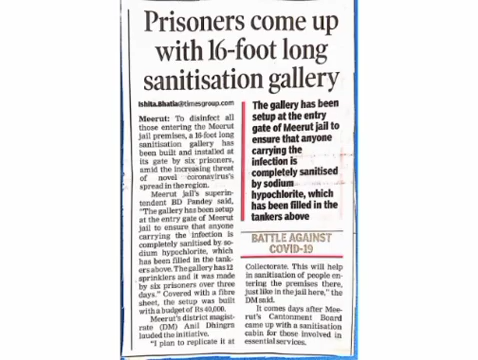 Prisoners come up
with 16-foot long
sanitisation gallery
Ishita.Bhatia@timesgroup.com
Meerut: To disinfect all
those entering the Meerut
jail premises, a 16-foot long
sanitisation gallery has
been built and installed at
its gate by six prisoners,
amid the increasing threat
of novel coronavirus's
spread in the region.
Meerut jail's superin-
tendent BD Pandey said,
"The gallery has been setup
at the entry gate of Meerut
jail to ensure that anyone
carrying the infection is
completely sanitised by so-
dium hypochlorite, which
has been filled in the tank-
ers above. The gallery has 12
sprinklers and it was made
by six prisoners over three
days." Covered with a fibre
sheet, the setup was built
with a budget of Rs 40,000.
Meerut's district magist-
rate (DM) Anil Dhingra
lauded the initiative.
"I plan to replicate it at
The gallery has been
setup at the entry
gate of Meerut jail to
ensure that anyone
carrying the
infection is
completely sanitised
by sodium
hypochlorite, which
has been filled in the
tankers above
BATTLE AGAINST
COVID-19
Collectorate. This will help
in sanitisation of people en-
tering the premises there,
just like in the jail here," the
DM said.
It comes days after Mee-
rut's Cantonment Board
came up with a sanitisation
cabin for those involved in
essential services.